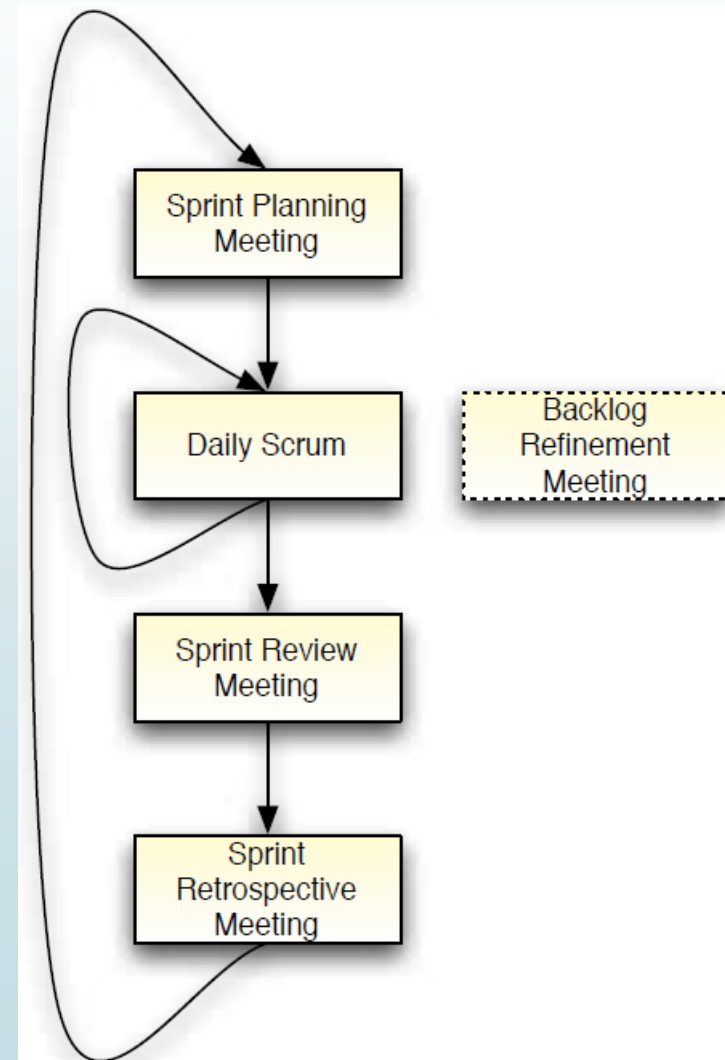 Sprint Planning
Meeting
Daily Scrum
Backlog
Refinement
Meeting
Sprint Review
Meeting
Sprint
Retrospective
Meeting